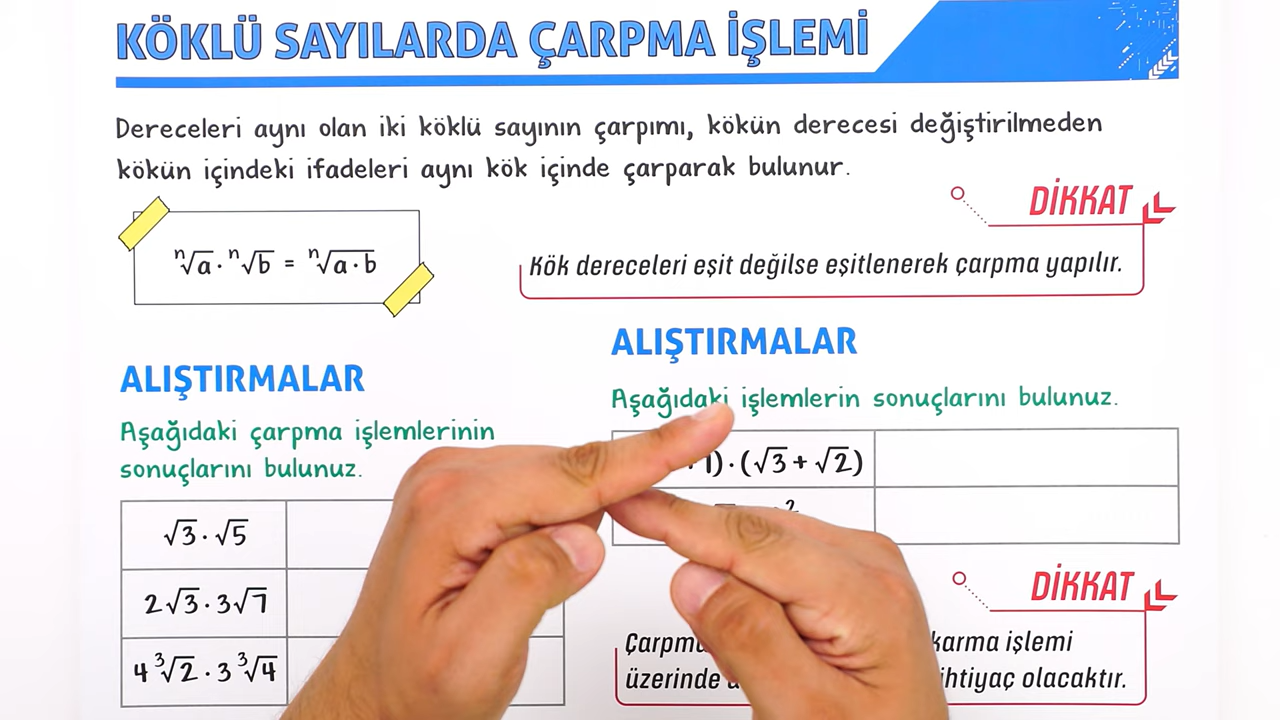 KÖKLÜ SAYILARDA ÇARPMA İŞLEMİ
Dereceleri aynı olan iki köklü sayının çarpımı, kökün derecesi değiştirilmeden
kökün içindeki ifadeleri aynı kök içinde çarparak bulunur.
ⁿ√a · ⁿ√b = ⁿ√a·b
DİKKAT
Kök dereceleri eşit değilse eşitlenerek çarpma yapılır.
ALIŞTIRMALAR
Aşağıdaki çarpma işlemlerinin
sonuçlarını bulunuz.
√3 · √5
2√3 · 3√7
4 ³√2 · 3 ³√4
ALIŞTIRMALAR
Aşağıdaki işlemlerin sonuçlarını bulunuz.
1) · (√3 + √2)
2
DİKKAT
karma işlemi
üzerinde ihtiyaç olacaktır.